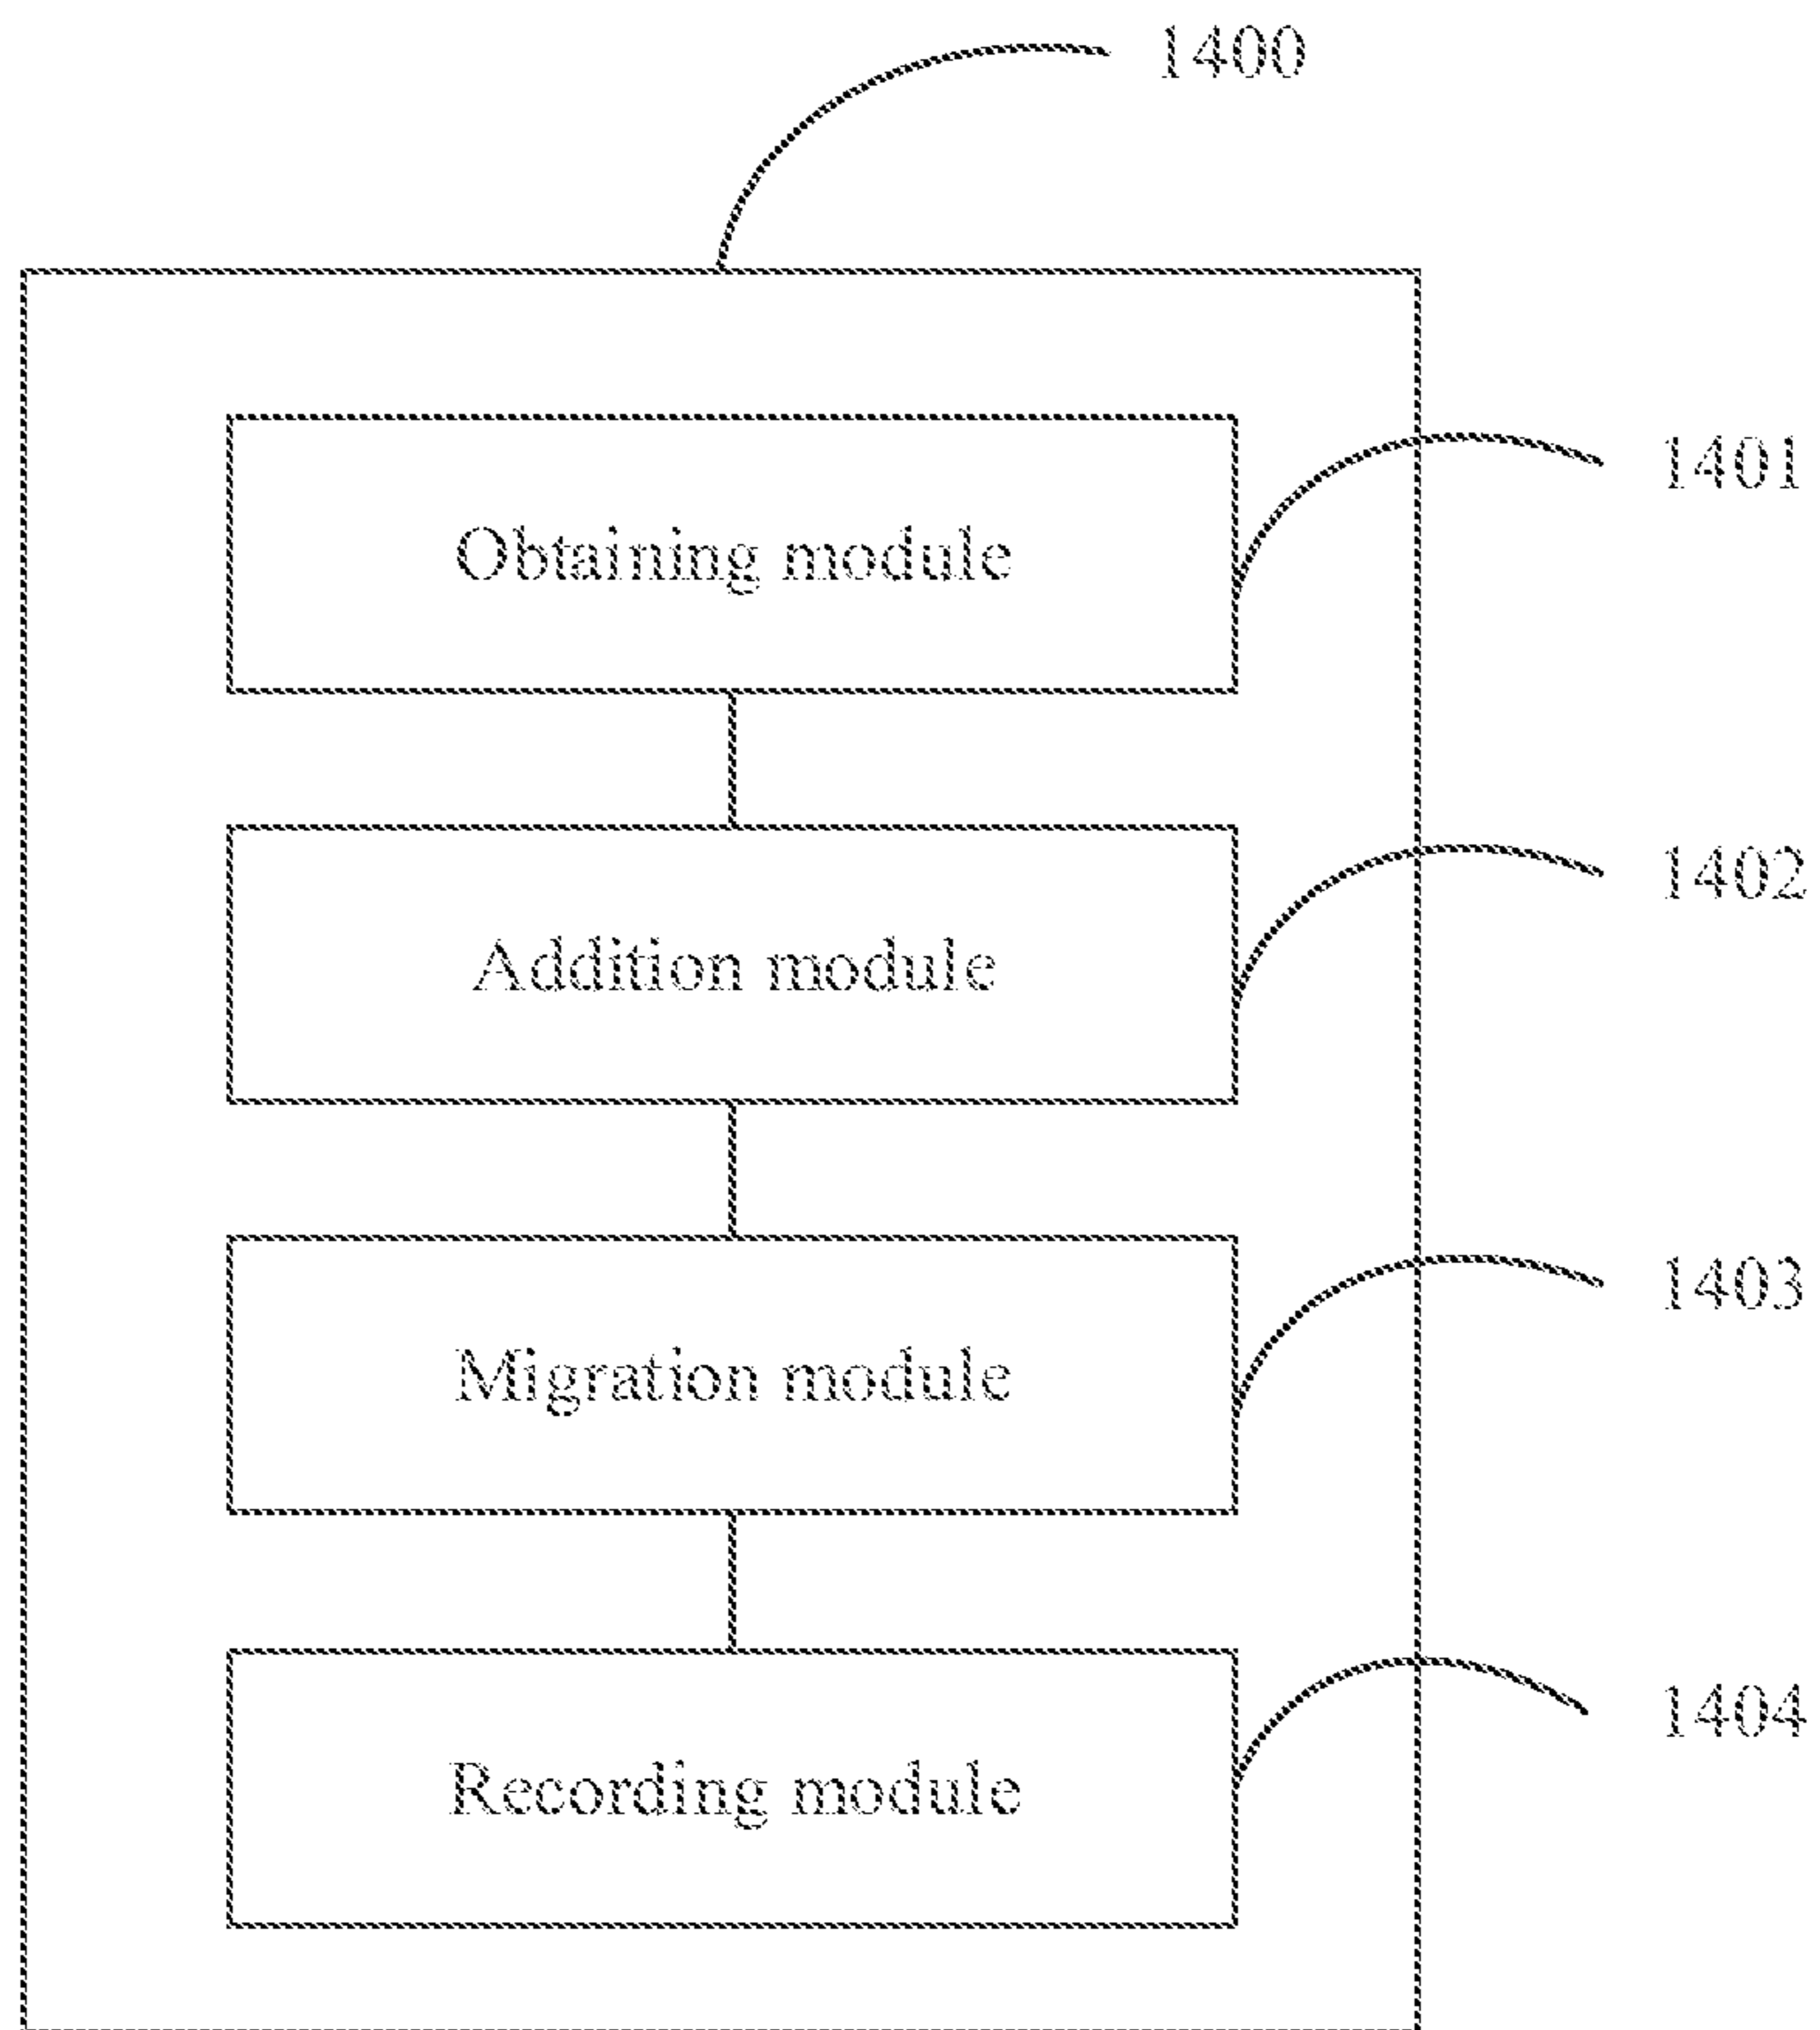 1400
Obtaining module
1401
Addition module
1402
Migration module
1403
Recording module
1404